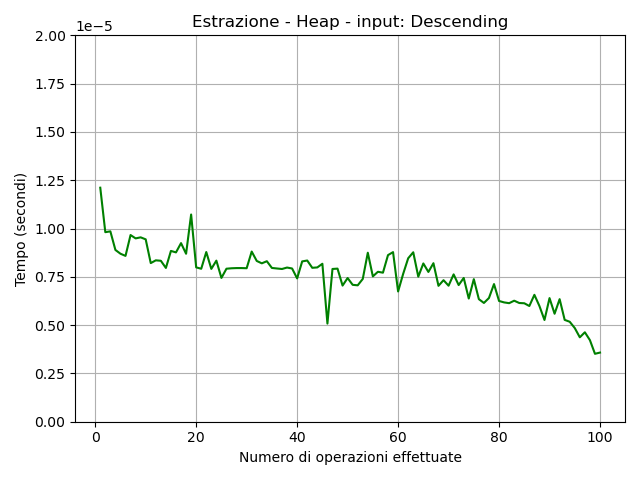 Estrazione - Heap - input: Descending
1e−5
2.00
1.75
1.50
1.25
1.00
0.75
0.50
0.25
0.00
Tempo (secondi)
0 20 40 60 80 100
Numero di operazioni effettuate